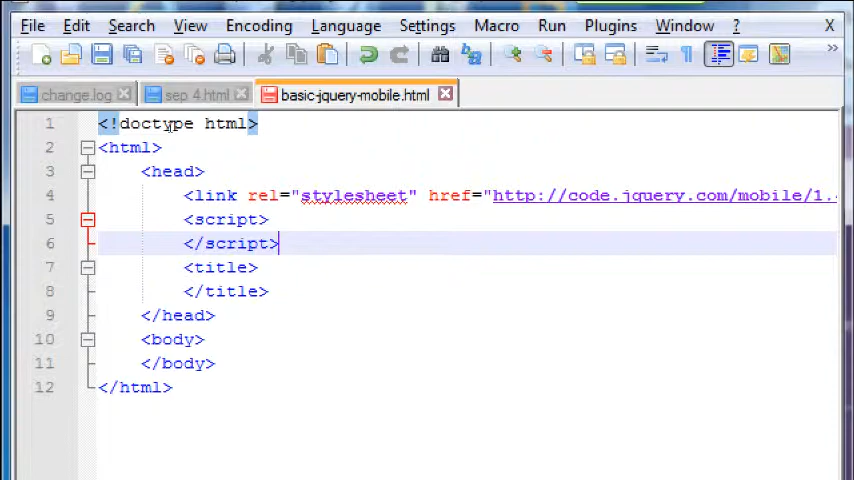 File Edit Search View Encoding Language Settings Macro Run Plugins Window ? X
change.log sep 4.html basic-jquery-mobile.html
1 <!doctype html>
2 <html>
3 <head>
4 <link rel="stylesheet" href="http://code.jquery.com/mobile/1.4
5 <script>
6 </script>
7 <title>
8 </title>
9 </head>
10 <body>
11 </body>
12 </html>